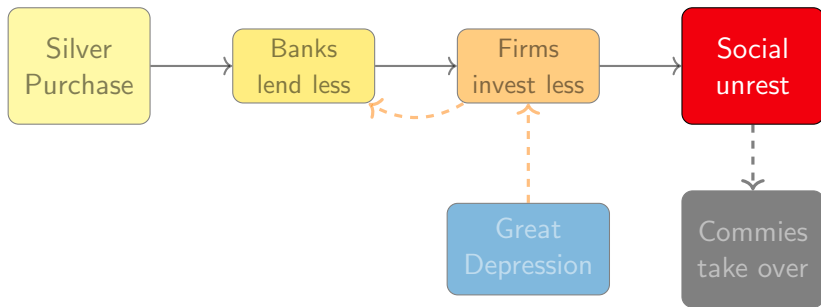 Silver
Purchase
Banks
lend less
Firms
invest less
Social
unrest
Great
Depression
Commies
take over